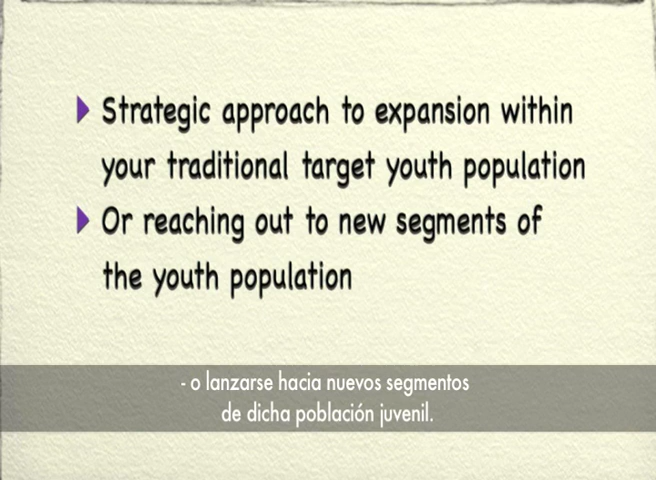 Strategic approach to expansion within
your traditional target youth population
Or reaching out to new segments of
the youth population
- o lanzarse hacia nuevos segmentos
de dicha población juvenil.